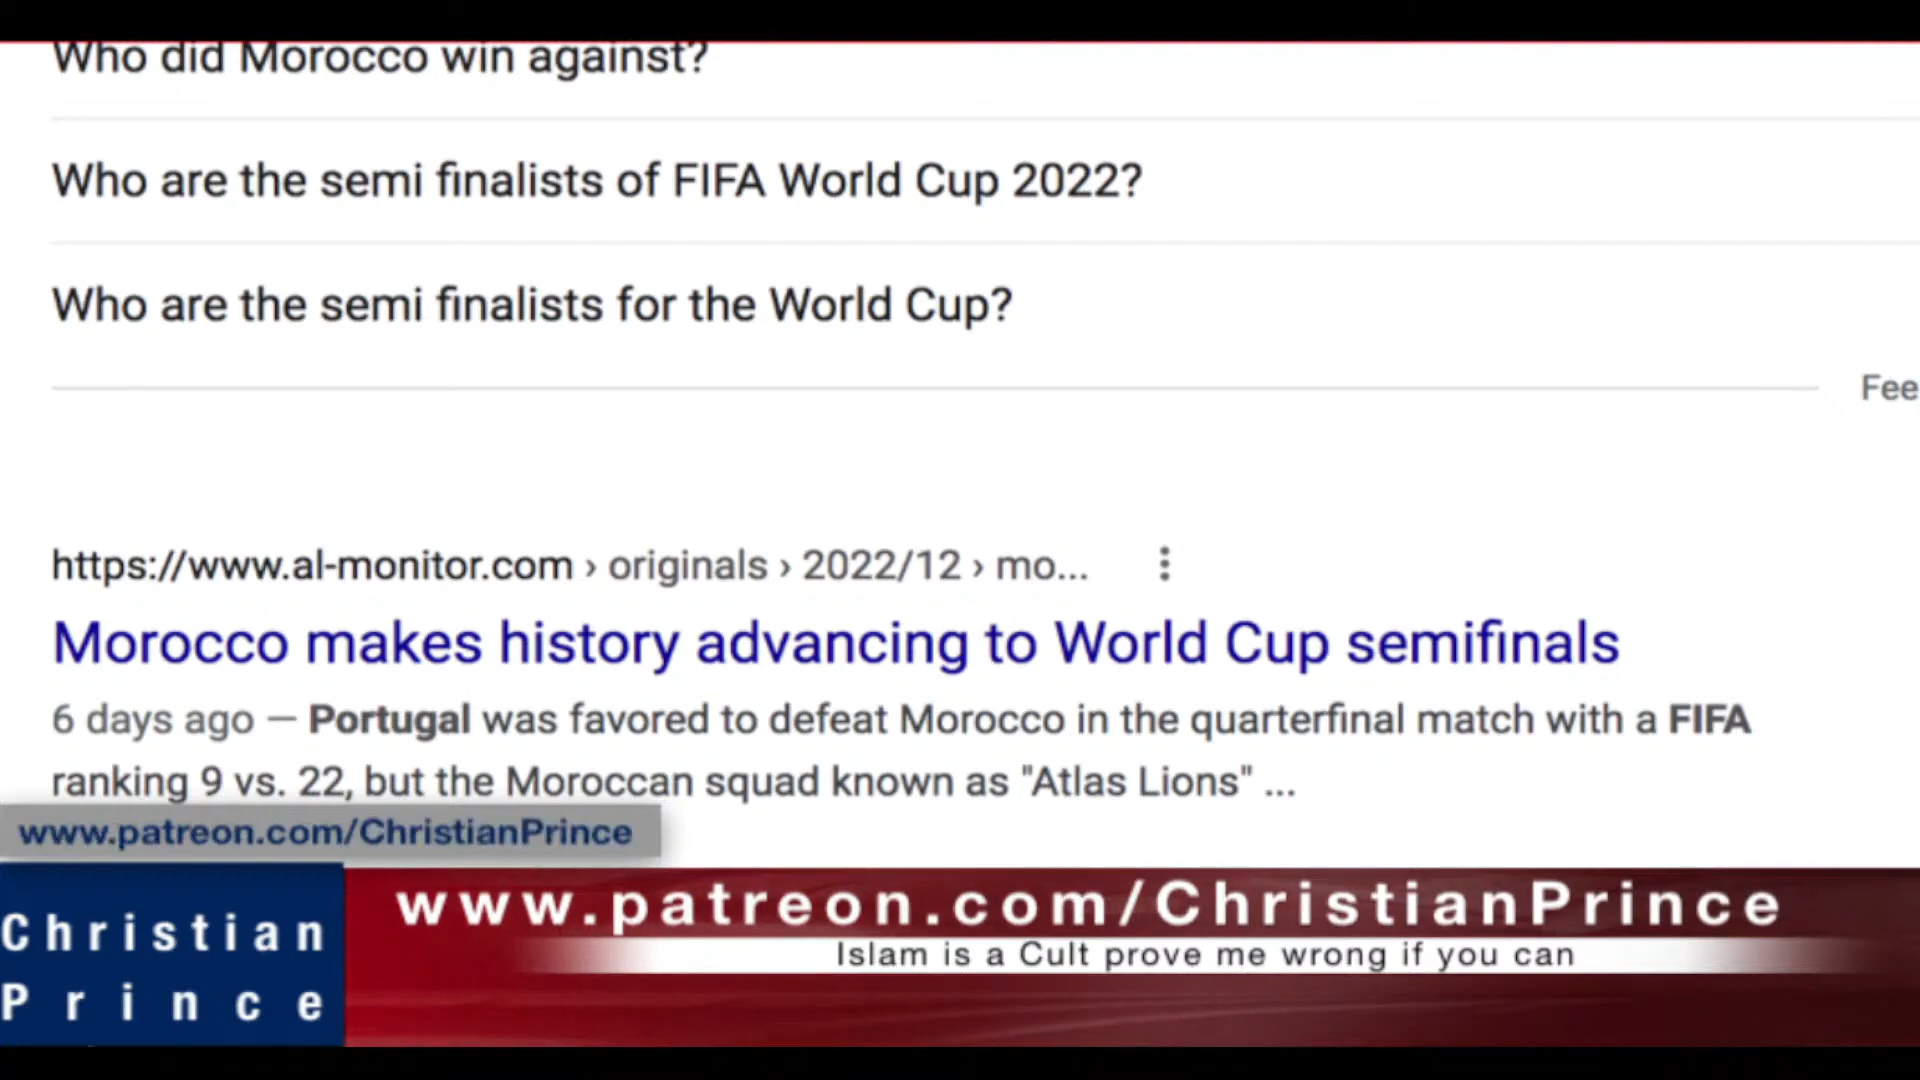 Who did Morocco win against?
Who are the semi finalists of FIFA World Cup 2022?
Who are the semi finalists for the World Cup?
Fee
https://www.al-monitor.com › originals › 2022/12 › mo...
Morocco makes history advancing to World Cup semifinals
6 days ago — Portugal was favored to defeat Morocco in the quarterfinal match with a FIFA
ranking 9 vs. 22, but the Moroccan squad known as "Atlas Lions" ...
www.patreon.com/ChristianPrince
Christian
Prince
www.patreon.com/ChristianPrince
Islam is a Cult prove me wrong if you can